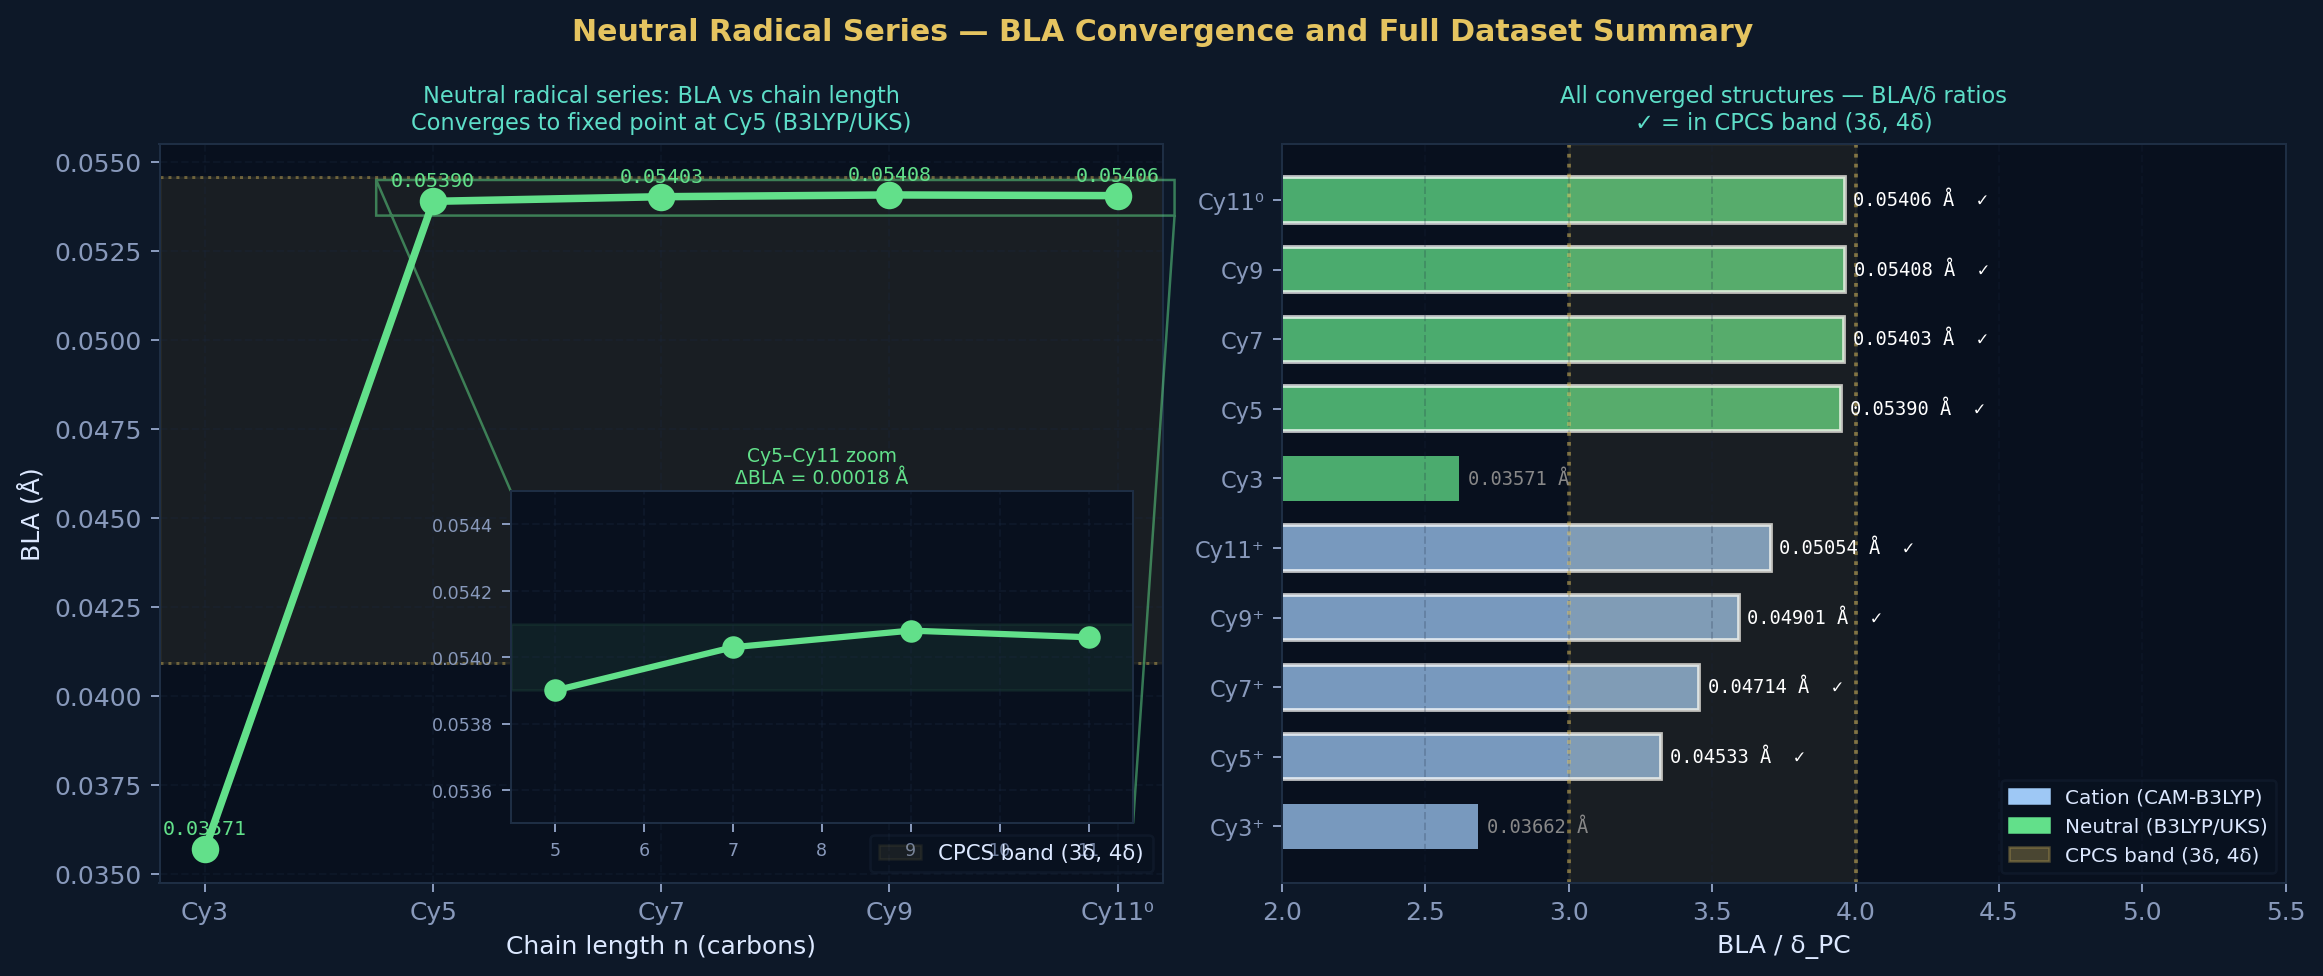 Neutral Radical Series — BLA Convergence and Full Dataset Summary
Neutral radical series: BLA vs chain length
Converges to fixed point at Cy5 (B3LYP/UKS)
BLA (Å)
0.0550
0.0525
0.0500
0.0475
0.0450
0.0425
0.0400
0.0375
0.0350
0.03571
0.05390
0.05403
0.05408
0.05406
Cy5–Cy11 zoom
ΔBLA = 0.00018 Å
0.0544
0.0542
0.0540
0.0538
0.0536
5 6 7 8 9 10 11
CPCS band (3δ, 4δ)
Cy3 Cy5 Cy7 Cy9 Cy11⁰
Chain length n (carbons)
All converged structures — BLA/δ ratios
✓ = in CPCS band (3δ, 4δ)
Cy11⁰ 0.05406 Å ✓
Cy9 0.05408 Å ✓
Cy7 0.05403 Å ✓
Cy5 0.05390 Å ✓
Cy3 0.03571 Å
Cy11⁺ 0.05054 Å ✓
Cy9⁺ 0.04901 Å ✓
Cy7⁺ 0.04714 Å ✓
Cy5⁺ 0.04533 Å ✓
Cy3⁺ 0.03662 Å
Cation (CAM-B3LYP)
Neutral (B3LYP/UKS)
CPCS band (3δ, 4δ)
2.0 2.5 3.0 3.5 4.0 4.5 5.0 5.5
BLA / δ_PC